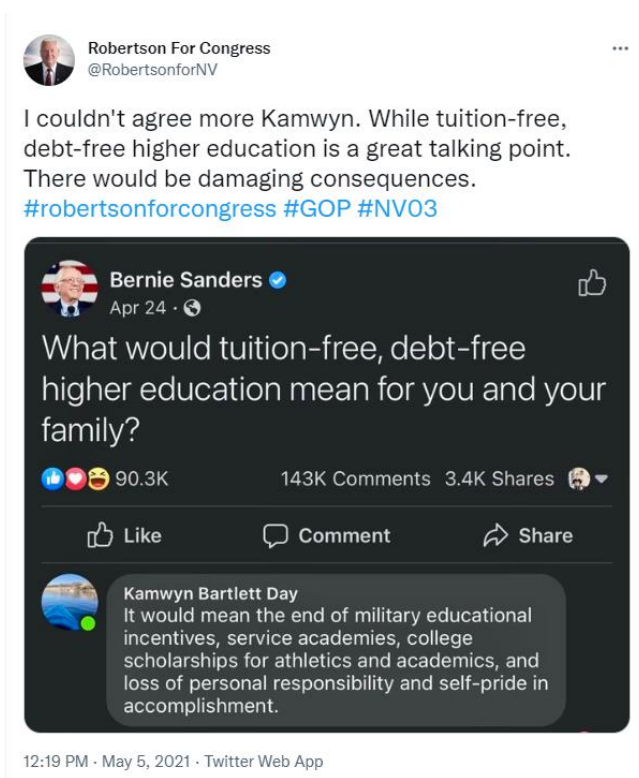 Robertson For Congress
@RobertsonforNV
I couldn't agree more Kamwyn. While tuition-free,
debt-free higher education is a great talking point.
There would be damaging consequences.
#robertsonforcongress #GOP #NV03
Bernie Sanders
Apr 24 ·
What would tuition-free, debt-free
higher education mean for you and your
family?
90.3K 143K Comments 3.4K Shares
Like Comment Share
Kamwyn Bartlett Day
It would mean the end of military educational
incentives, service academies, college
scholarships for athletics and academics, and
loss of personal responsibility and self-pride in
accomplishment.
12:19 PM · May 5, 2021 · Twitter Web App